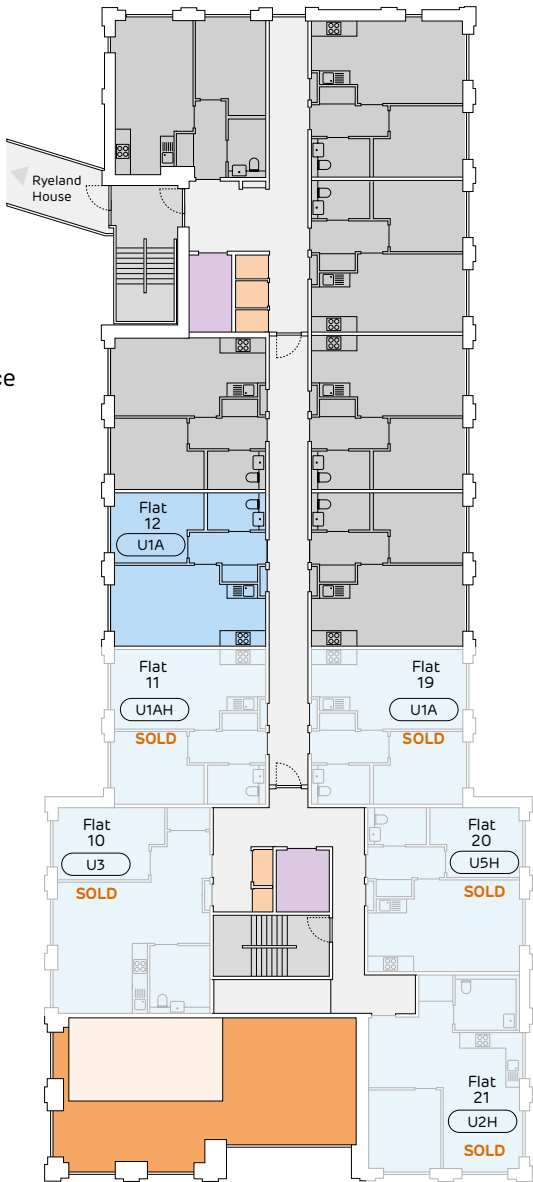 Ryeland
House
Flat
12
U1A
Flat
11
U1AH
SOLD
Flat
19
U1A
SOLD
Flat
10
U3
SOLD
Flat
20
U5H
SOLD
Flat
21
U2H
SOLD